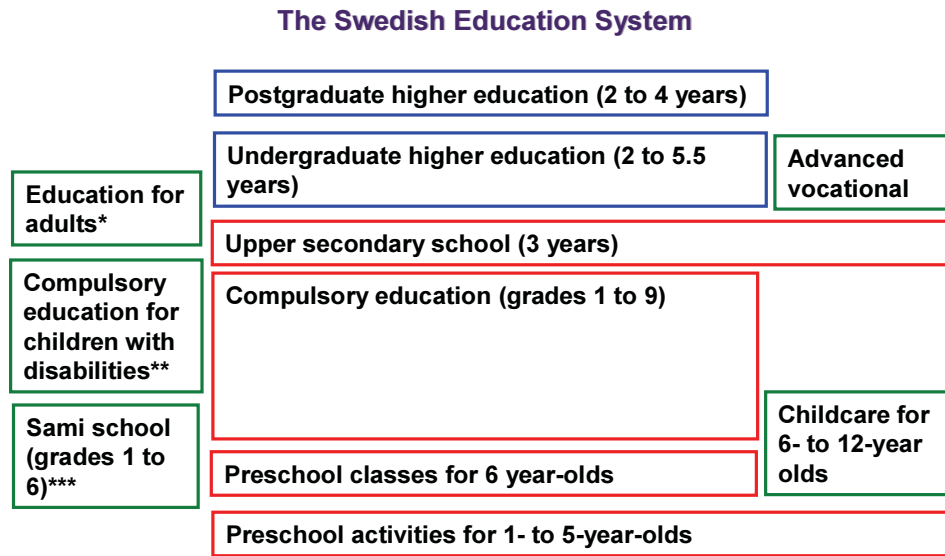 The Swedish Education System
Postgraduate higher education (2 to 4 years)
Undergraduate higher education (2 to 5.5
years)
Advanced
vocational
Education for
adults*
Upper secondary school (3 years)
Compulsory
education for
children with
disabilities**
Compulsory education (grades 1 to 9)
Sami school
(grades 1 to
6)***
Childcare for
6- to 12-year
olds
Preschool classes for 6 year-olds
Preschool activities for 1- to 5-year-olds